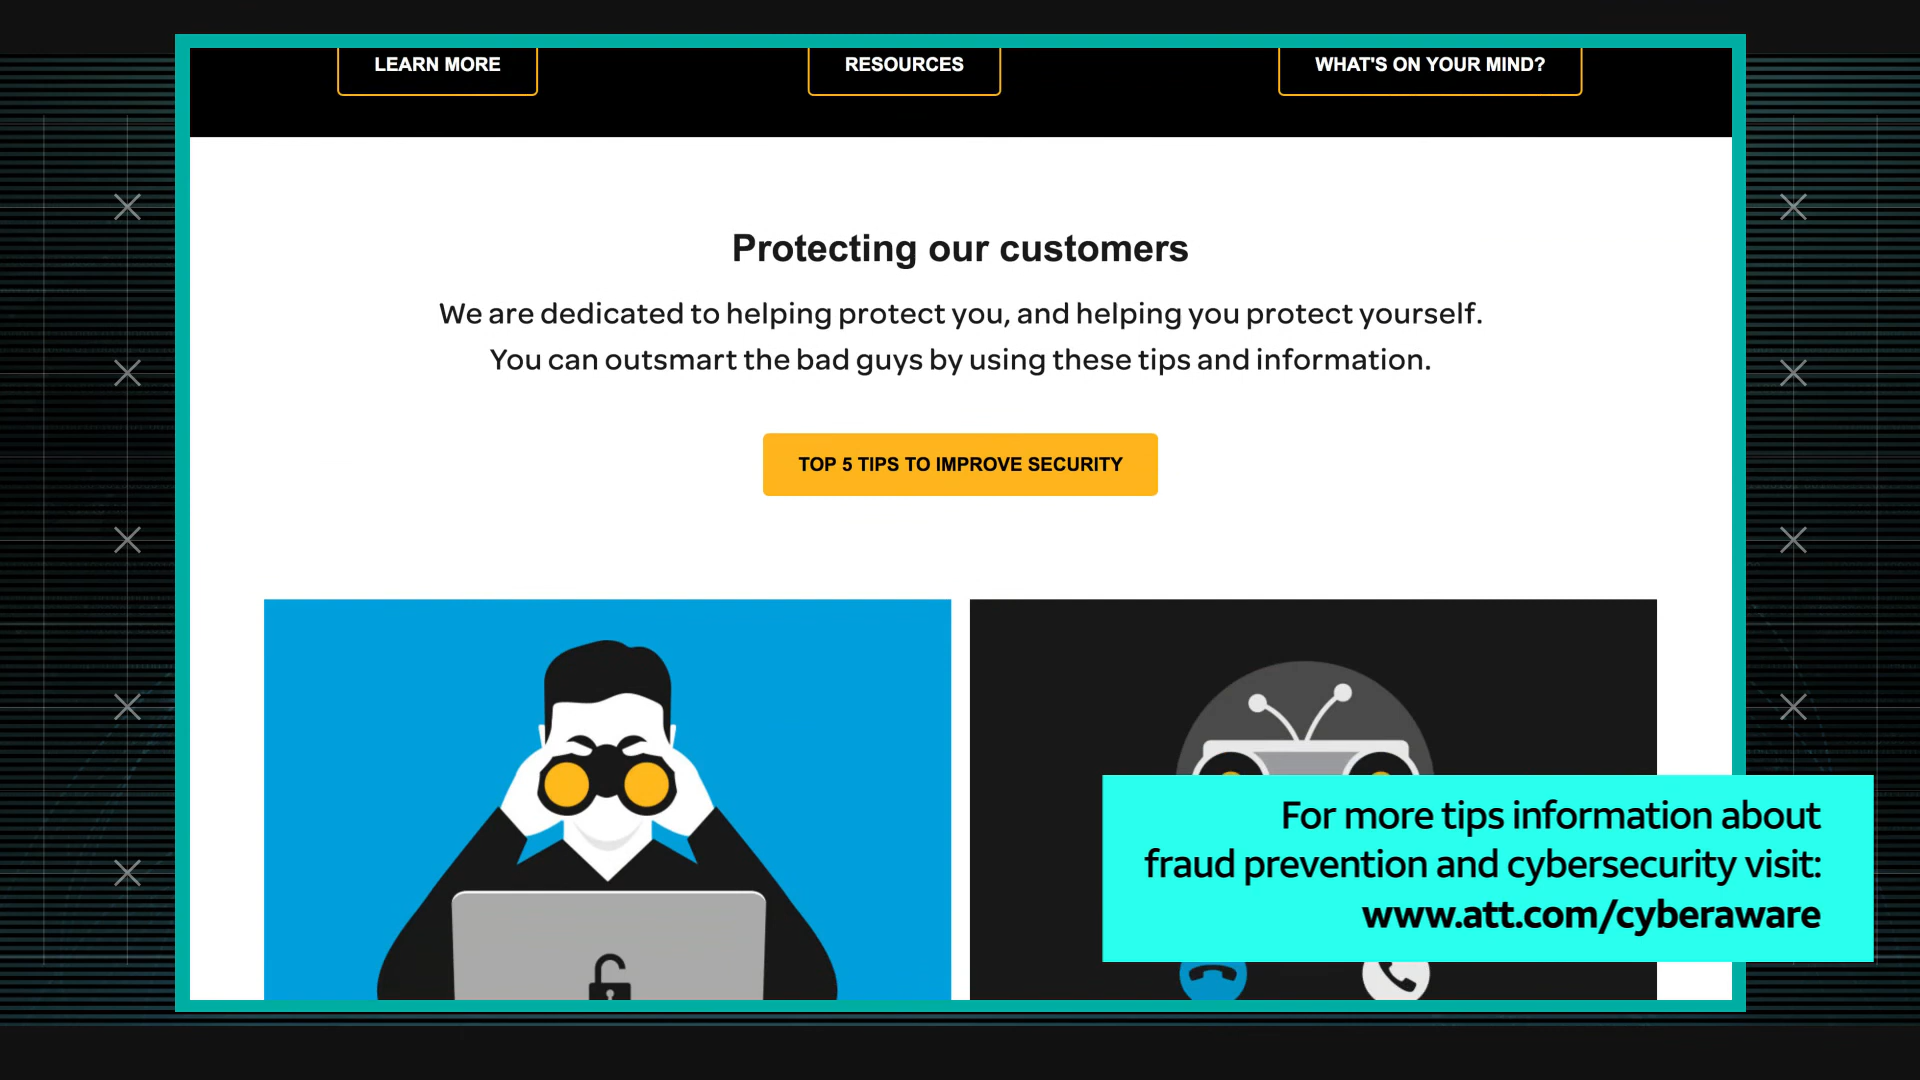 LEARN MORE
RESOURCES
WHAT'S ON YOUR MIND?
Protecting our customers
We are dedicated to helping protect you, and helping you protect yourself.
You can outsmart the bad guys by using these tips and information.
TOP 5 TIPS TO IMPROVE SECURITY
For more tips information about
fraud prevention and cybersecurity visit:
www.att.com/cyberaware